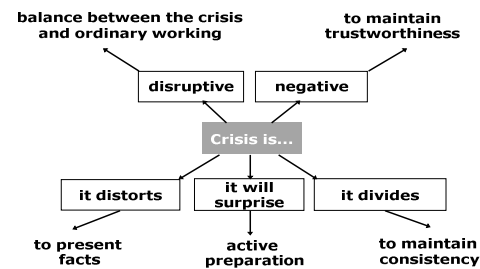 balance between the crisis
and ordinary working
to maintain
trustworthiness
disruptive
negative
Crisis is...
it distorts
it will
surprise
it divides
to present
facts
active
preparation
to maintain
consistency